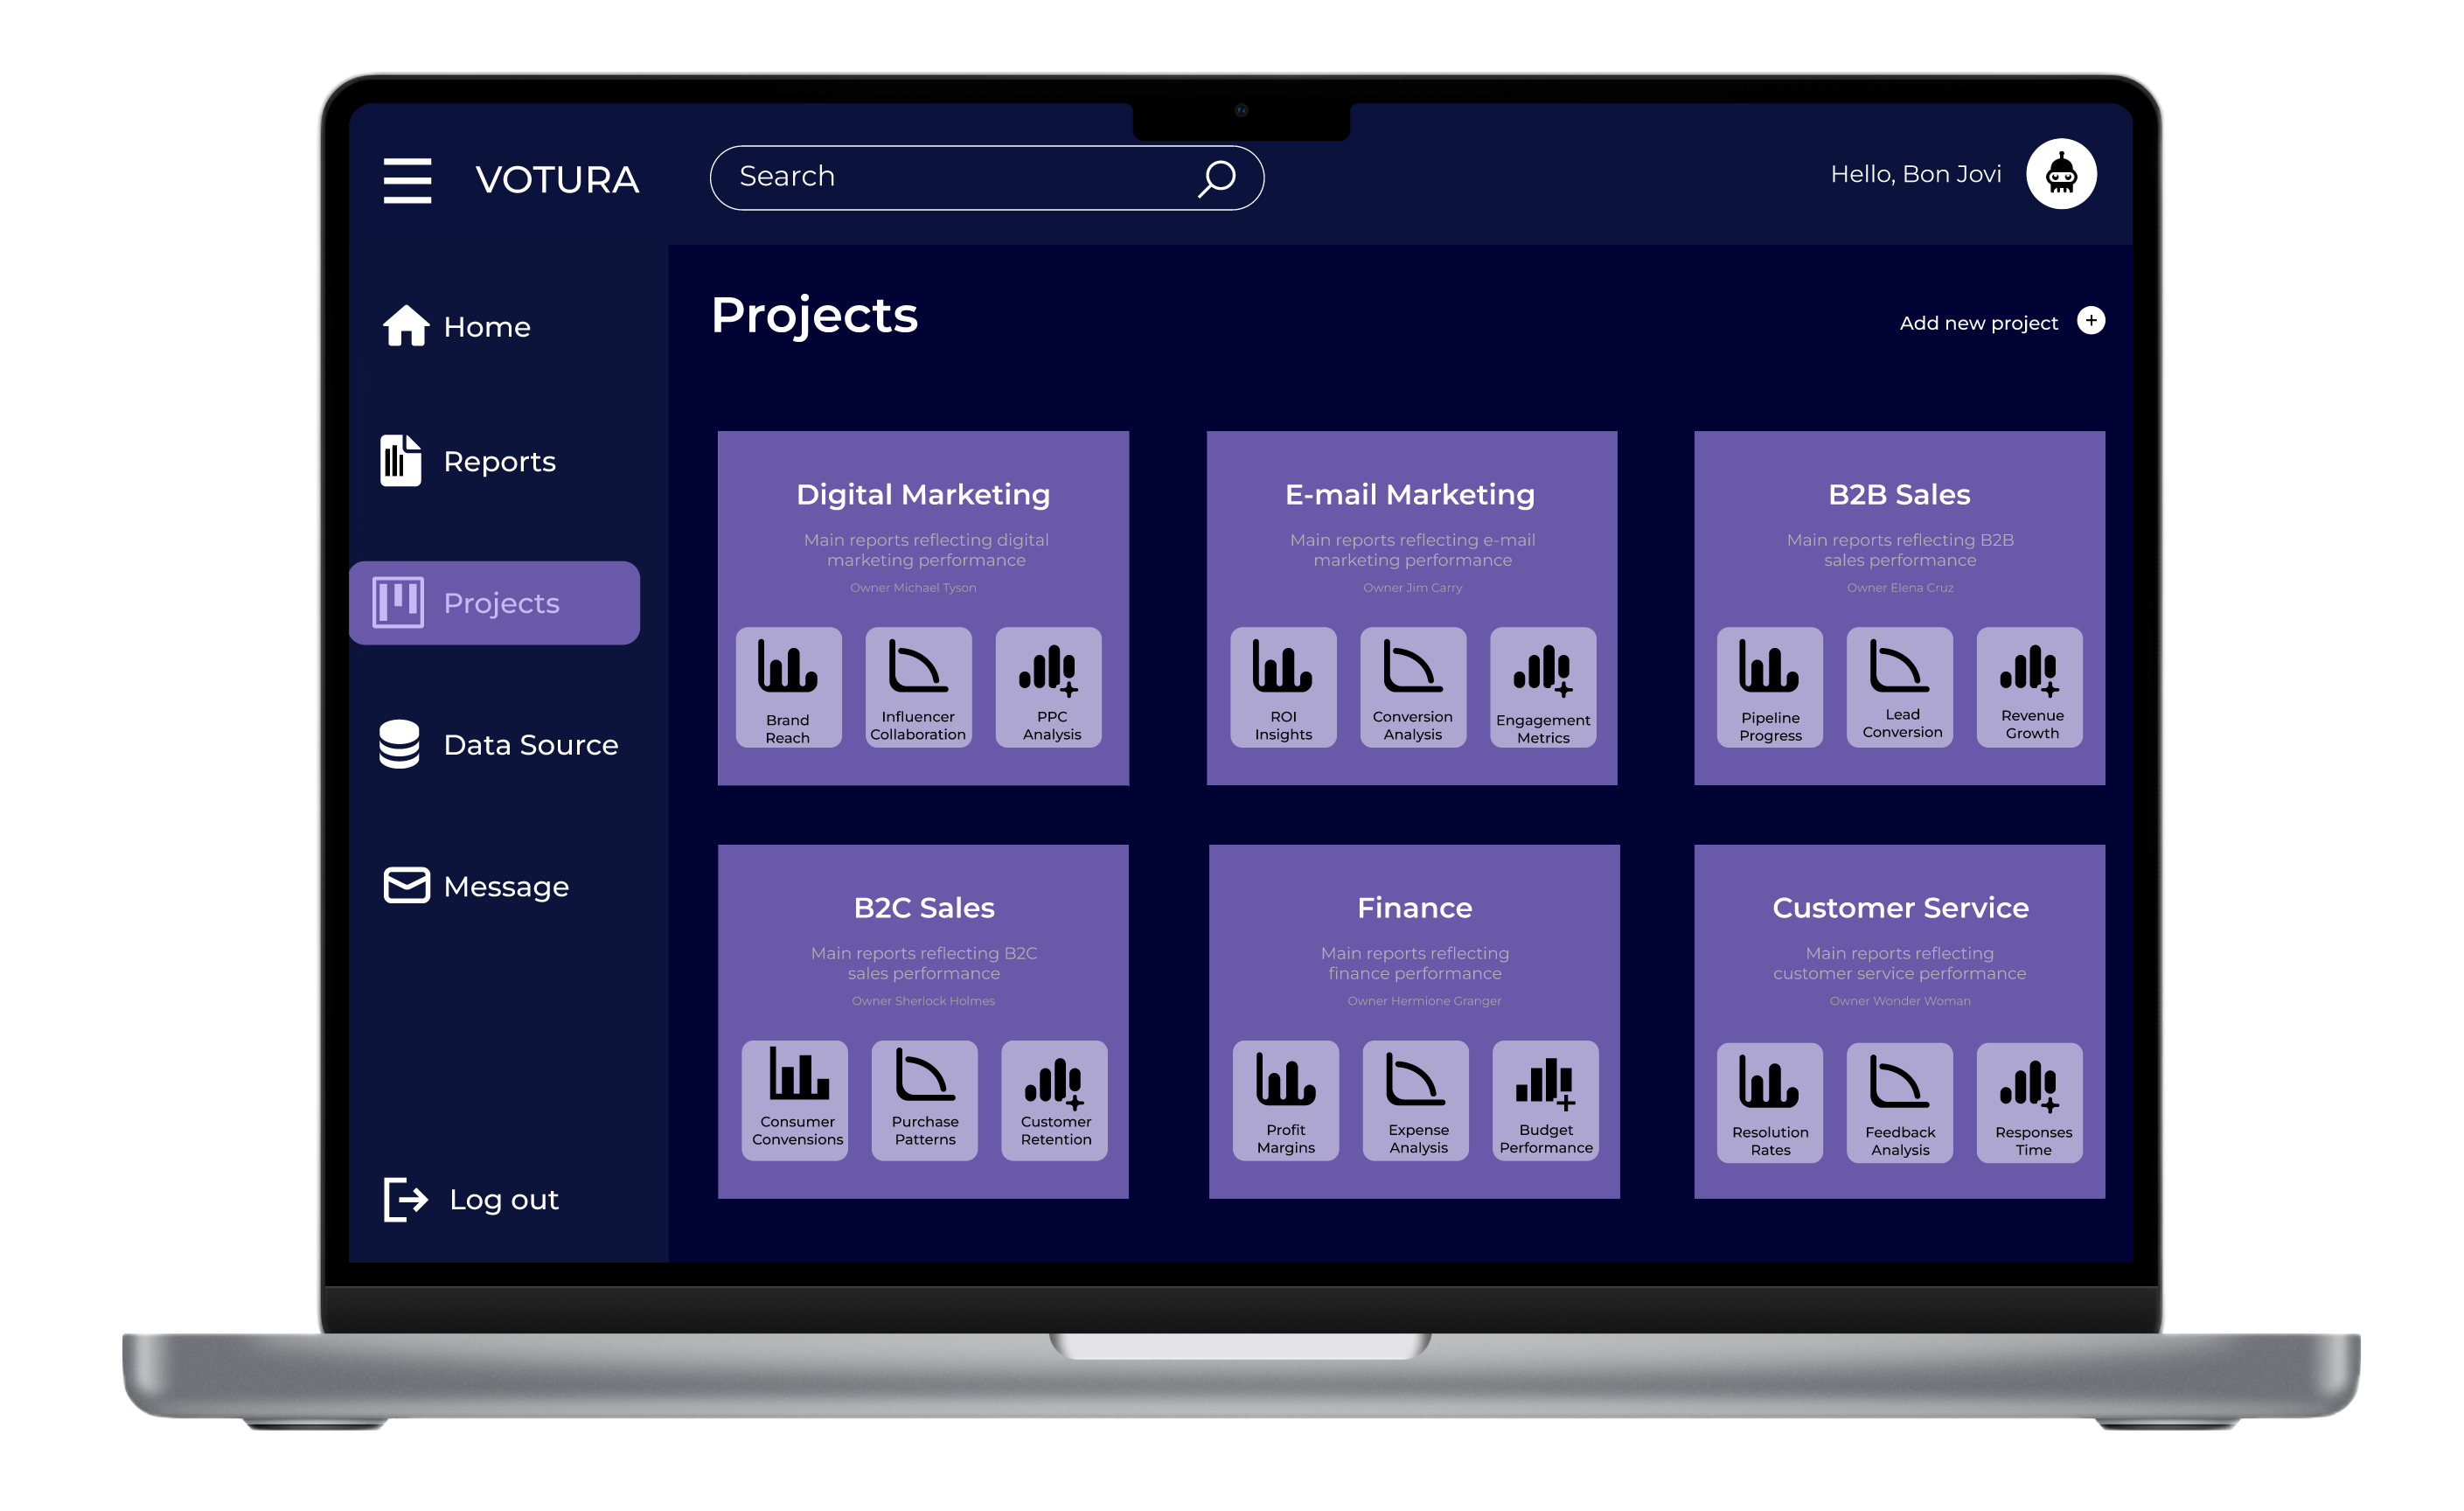 VOTURA
Search
Hello, Bon Jovi
Home
Reports
Projects
Data Source
Message
Log out
Projects
Add new project
Digital Marketing
Main reports reflecting digital
marketing performance
Owner Michael Tyson
Brand
Reach
Influencer
Collaboration
PPC
Analysis
E-mail Marketing
Main reports reflecting e-mail
marketing performance
Owner Jim Carry
ROI
Insights
Conversion
Analysis
Engagement
Metrics
B2B Sales
Main reports reflecting B2B
sales performance
Owner Elena Cruz
Pipeline
Progress
Lead
Conversion
Revenue
Growth
B2C Sales
Main reports reflecting B2C
sales performance
Owner Sherlock Holmes
Consumer
Convensions
Purchase
Patterns
Customer
Retention
Finance
Main reports reflecting
finance performance
Owner Hermione Granger
Profit
Margins
Expense
Analysis
Budget
Performance
Customer Service
Main reports reflecting
customer service performance
Owner Wonder Woman
Resolution
Rates
Feedback
Analysis
Responses
Time